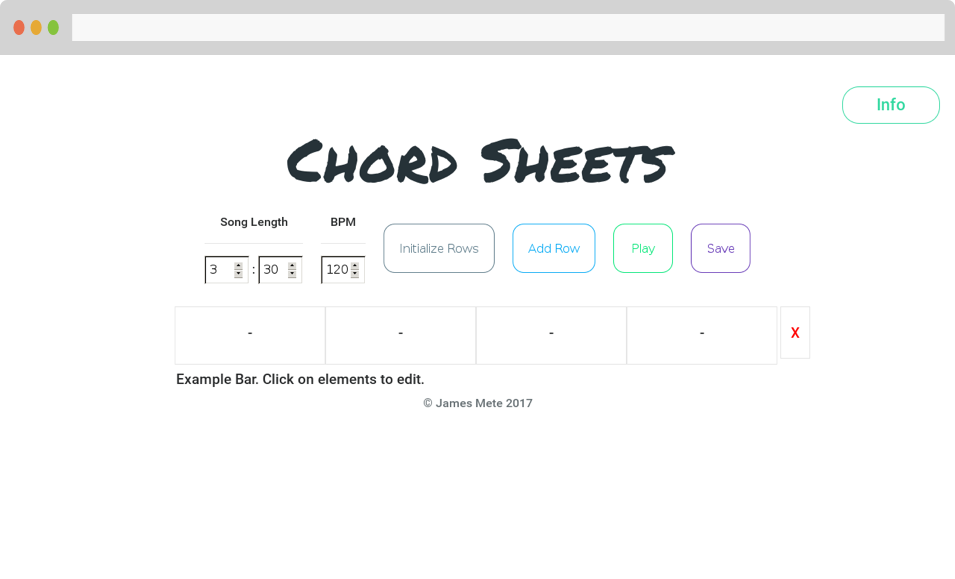 Info
Chord Sheets
Song Length BPM
Initialize Rows Add Row Play Save
3 : 30 120
- - - - X
Example Bar. Click on elements to edit.
© James Mete 2017